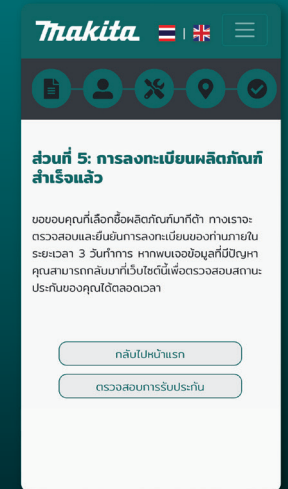 makita
|
ส่วนที่ 5: การลงทะเบียนผลิตภัณฑ์
สำเร็จแล้ว
ขอขอบคุณที่เลือกซื้อผลิตภัณฑ์มากีต้า ทางเราจะ
ตรวจสอบและยืนยันการลงทะเบียนของท่านภายใน
ระยะเวลา 3 วันทำการ หากพบเจอข้อมูลที่มีปัญหา
คุณสามารถกลับมาที่เว็บไซต์นี้เพื่อตรวจสอบสถานะ
ประกันของคุณได้ตลอดเวลา
กลับไปหน้าแรก
ตรวจสอบการรับประกัน